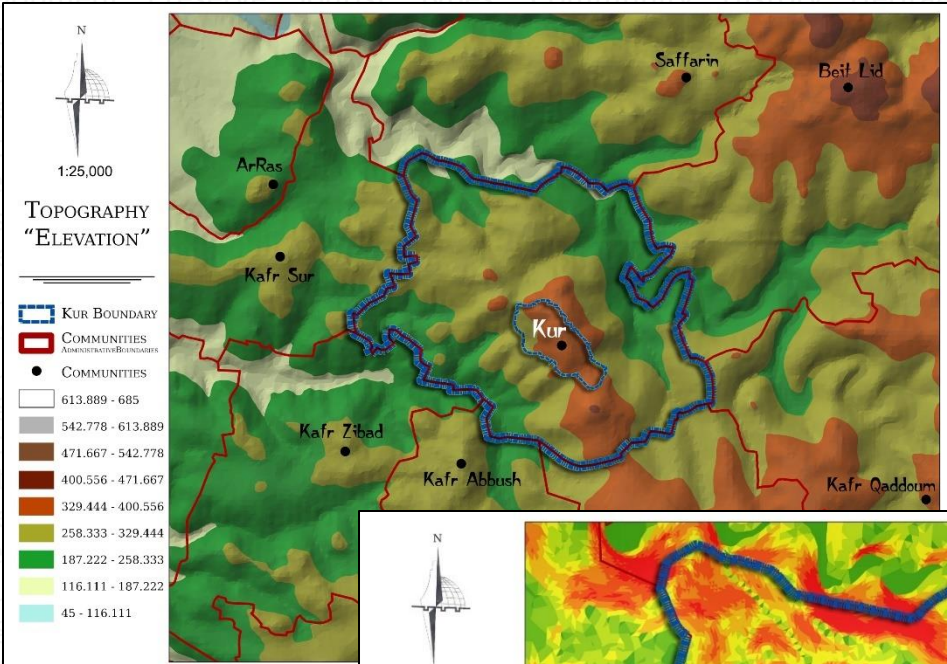 N
1:25,000
TOPOGRAPHY
"ELEVATION"
KUR BOUNDARY
COMMUNITIES
ADMINISTRATIVE BOUNDARIES
COMMUNITIES
613.889 - 685
542.778 - 613.889
471.667 - 542.778
400.556 - 471.667
329.444 - 400.556
258.333 - 329.444
187.222 - 258.333
116.111 - 187.222
45 - 116.111
Saffarin
Beit Lid
ArRas
Kafr Sur
Kur
Kafr Zibad
Kafr Abbush
Kafr Qaddoum
N